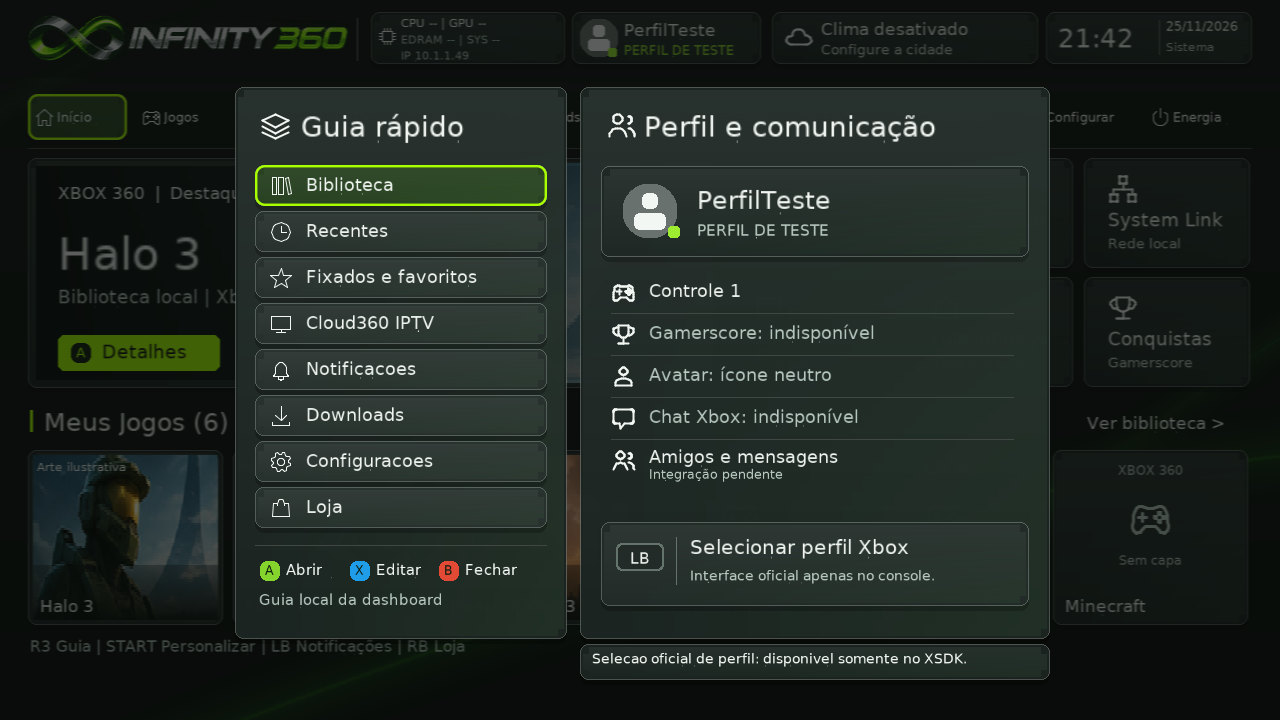 INFINITY 360
CPU -- | GPU --
EDRAM -- | SYS --
IP 10.1.1.49
PerfilTeste
PERFIL DE TESTE
Clima desativado
Configure a cidade
21:42
25/11/2026
Sistema
Início
Jogos
ds
Configurar
Energia
Guia rápido
Biblioteca
Recentes
Fixados e favoritos
Cloud360 IPTV
Notificacoes
Downloads
Configuracoes
Loja
A Abrir
X Editar
B Fechar
Guia local da dashboard
Perfil e comunicação
PerfilTeste
PERFIL DE TESTE
Controle 1
Gamerscore: indisponível
Avatar: ícone neutro
Chat Xbox: indisponível
Amigos e mensagens
Integração pendente
LB
Selecionar perfil Xbox
Interface oficial apenas no console.
Selecao oficial de perfil: disponivel somente no XSDK.
XBOX 360 | Destaqu
Halo 3
Biblioteca local | Xb
A Detalhes
System Link
Rede local
Conquistas
Gamerscore
Meus Jogos (6)
Ver biblioteca >
Arte ilustrativa
Halo 3
3
XBOX 360
Sem capa
Minecraft
R3 Guia | START Personalizar | LB Notificações | RB Loja